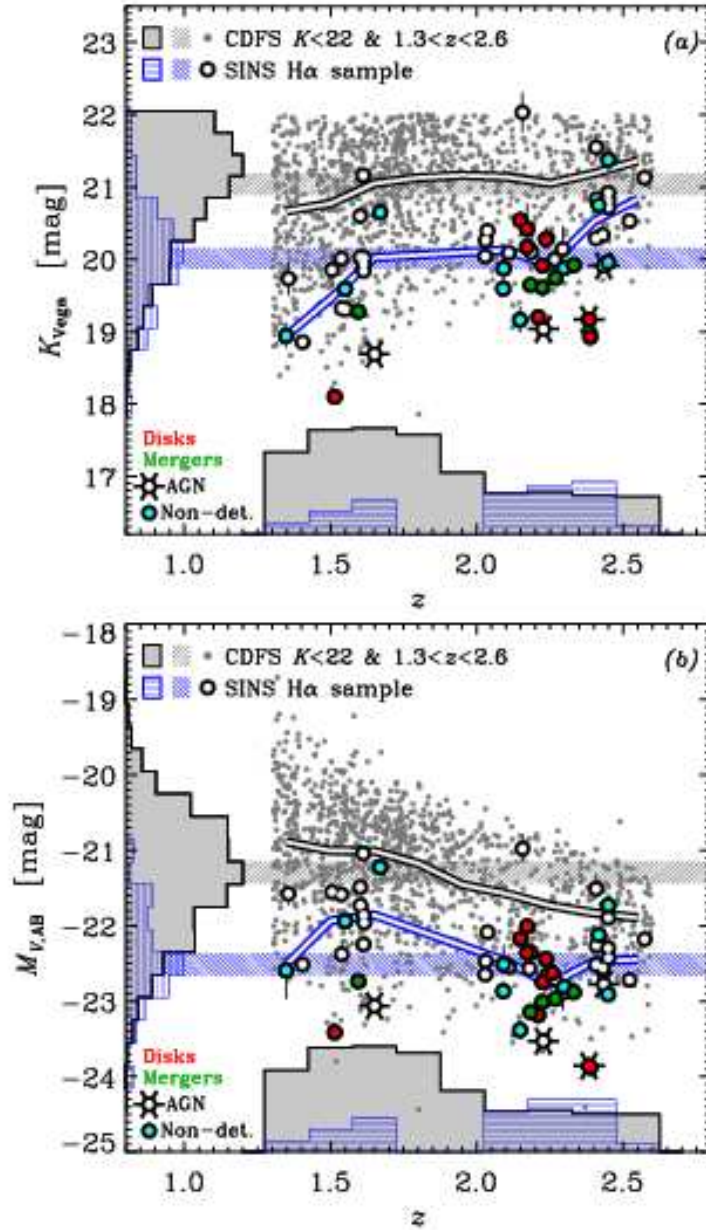 23
22
21
20
19
18
17
K_Vega [mag]
CDFS K<22 & 1.3<z<2.6
(a)
SINS Hα sample
Disks
Mergers
AGN
Non-det.
1.0 1.5 2.0 2.5
z
−18
−19
−20
−21
−22
−23
−24
−25
M_V,AB [mag]
CDFS K<22 & 1.3<z<2.6
(b)
SINS Hα sample
Disks
Mergers
AGN
Non-det.
1.0 1.5 2.0 2.5
z